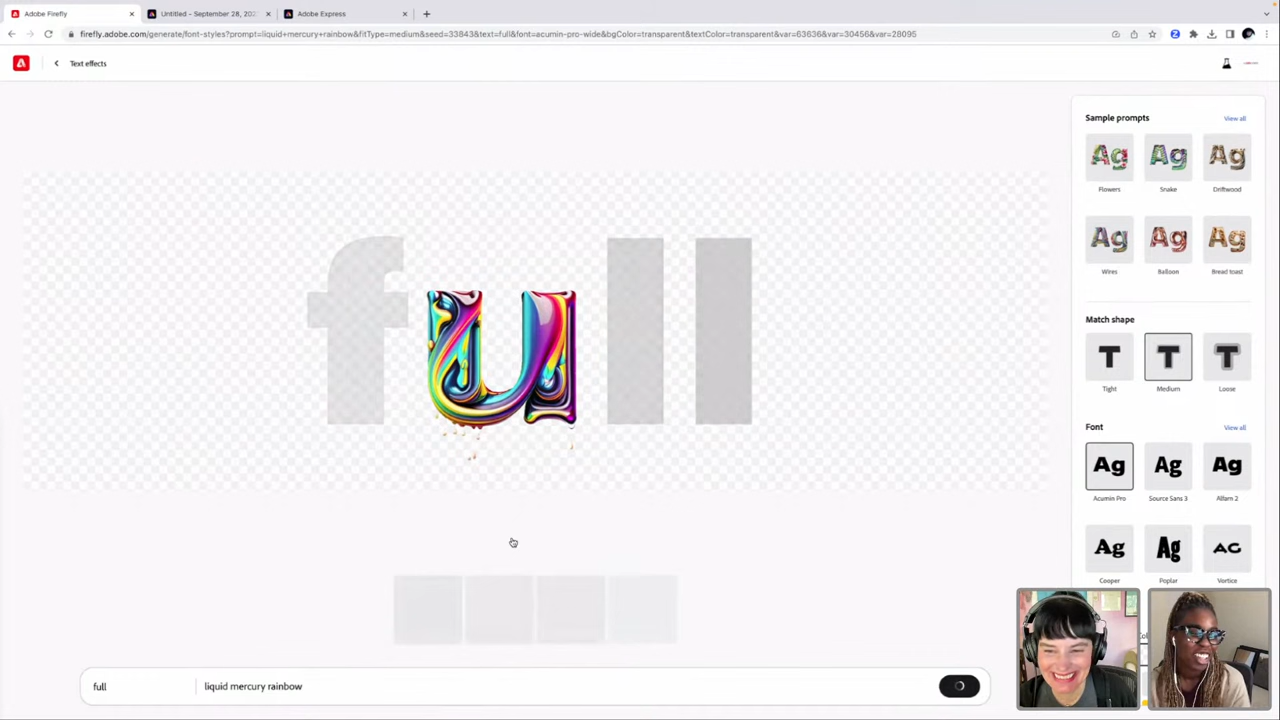 Adobe Firefly
Untitled - September 28, 202
Adobe Express
firefly.adobe.com/generate/font-styles?prompt=liquid+mercury+rainbow&fitType=medium&seed=33843&text=full&font=acumin-pro-wide&bgColor=transparent&textColor=transparent&var=63636&var=30456&var=28095
Text effects
Sample prompts View all
Ag Ag Ag
Flowers Snake Driftwood
Ag Ag Ag
Wires Balloon Bread toast
full
Match shape
T T T
Tight Medium Loose
Font View all
Ag Ag Ag
Acumin Pro Source Sans 3 Alfarn 2
Ag Ag AG
Cooper Poplar Vortice
full liquid mercury rainbow